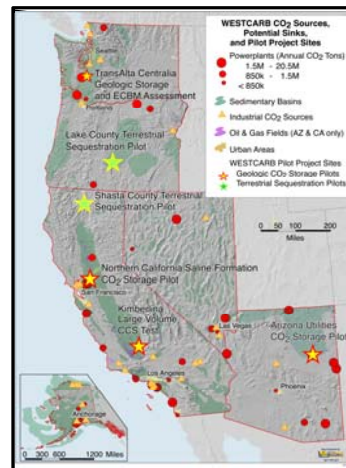 WESTCARB CO2 Sources,
Potential Sinks,
and Pilot Project Sites
Powerplants (Annual CO2 Tons)
1.5M - 20.5M
850k - 1.5M
< 850k
Sedimentary Basins
Industrial CO2 Sources
Oil & Gas Fields (AZ & CA only)
Urban Areas
WESTCARB Pilot Project Sites
Geologic CO2 Storage Pilots
Terrestrial Sequestration Pilots
0 50 100 200
Miles
Seattle
TransAlta Centralia
Geologic Storage
and ECBM Assessment
Portland
Lake County Terrestrial
Sequestration Pilot
Shasta County Terrestrial
Sequestration Pilot
Northern California Saline Formation
CO2 Storage Pilot
San Francisco
Kimberlina
Large Volume
CCS Test
Las Vegas
Arizona Utilities
CO2 Storage Pilot
Los Angeles
Phoenix
Anchorage
0 300 600 1200
Miles